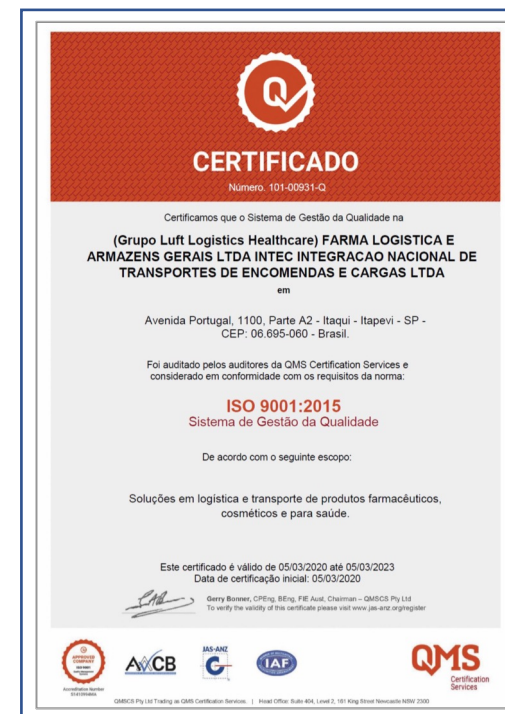 CERTIFICADO
Número. 101-00931-Q
Certificamos que o Sistema de Gestão da Qualidade na
(Grupo Luft Logistics Healthcare) FARMA LOGISTICA E
ARMAZENS GERAIS LTDA INTEC INTEGRACAO NACIONAL DE
TRANSPORTES DE ENCOMENDAS E CARGAS LTDA
em
Avenida Portugal, 1100, Parte A2 - Itaqui - Itapevi - SP -
CEP: 06.695-060 - Brasil.
Foi auditado pelos auditores da QMS Certification Services e
considerado em conformidade com os requisitos da norma:
ISO 9001:2015
Sistema de Gestão da Qualidade
De acordo com o seguinte escopo:
Soluções em logística e transporte de produtos farmacêuticos,
cosméticos e para saúde.
Este certificado é válido de 05/03/2020 até 05/03/2023
Data de certificação inicial: 05/03/2020
Gerry Bonner, CPEng, BEng, FIE Aust, Chairman – QMSCS Pty Ltd
To verify the validity of this certificate please visit www.jas-anz.org/register
APPROVED
COMPANY
Accreditation Number
AWCB
JAS-ANZ
IAF
QMS
Certification
Services
QMSCS Pty Ltd Trading as QMS Certification Services. | Head Office: Suite 404, Level 2, 181 King Street Newcastle NSW 2300